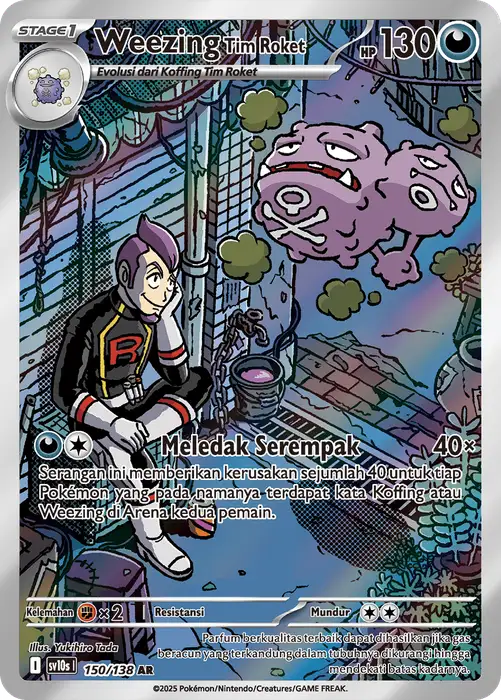 STAGE1
Weezing Tim Roket
HP 130
Evolusi dari Koffing Tim Roket
R
Meledak Serempak 40×
Serangan ini memberikan kerusakan sejumlah 40 untuk tiap
Pokémon yang pada namanya terdapat kata Koffing atau
Weezing di Arena kedua pemain.
Kelemahan ×2 Resistansi Mundur
Illus. Yukihiro Tada
I sv10s I 150/138 AR
Parfum berkualitas terbaik dapat dihasilkan jika gas
beracun yang terkandung dalam tubuhnya dikurangi hingga
mendekati batas kadarnya.
©2025 Pokémon/Nintendo/Creatures/GAME FREAK.